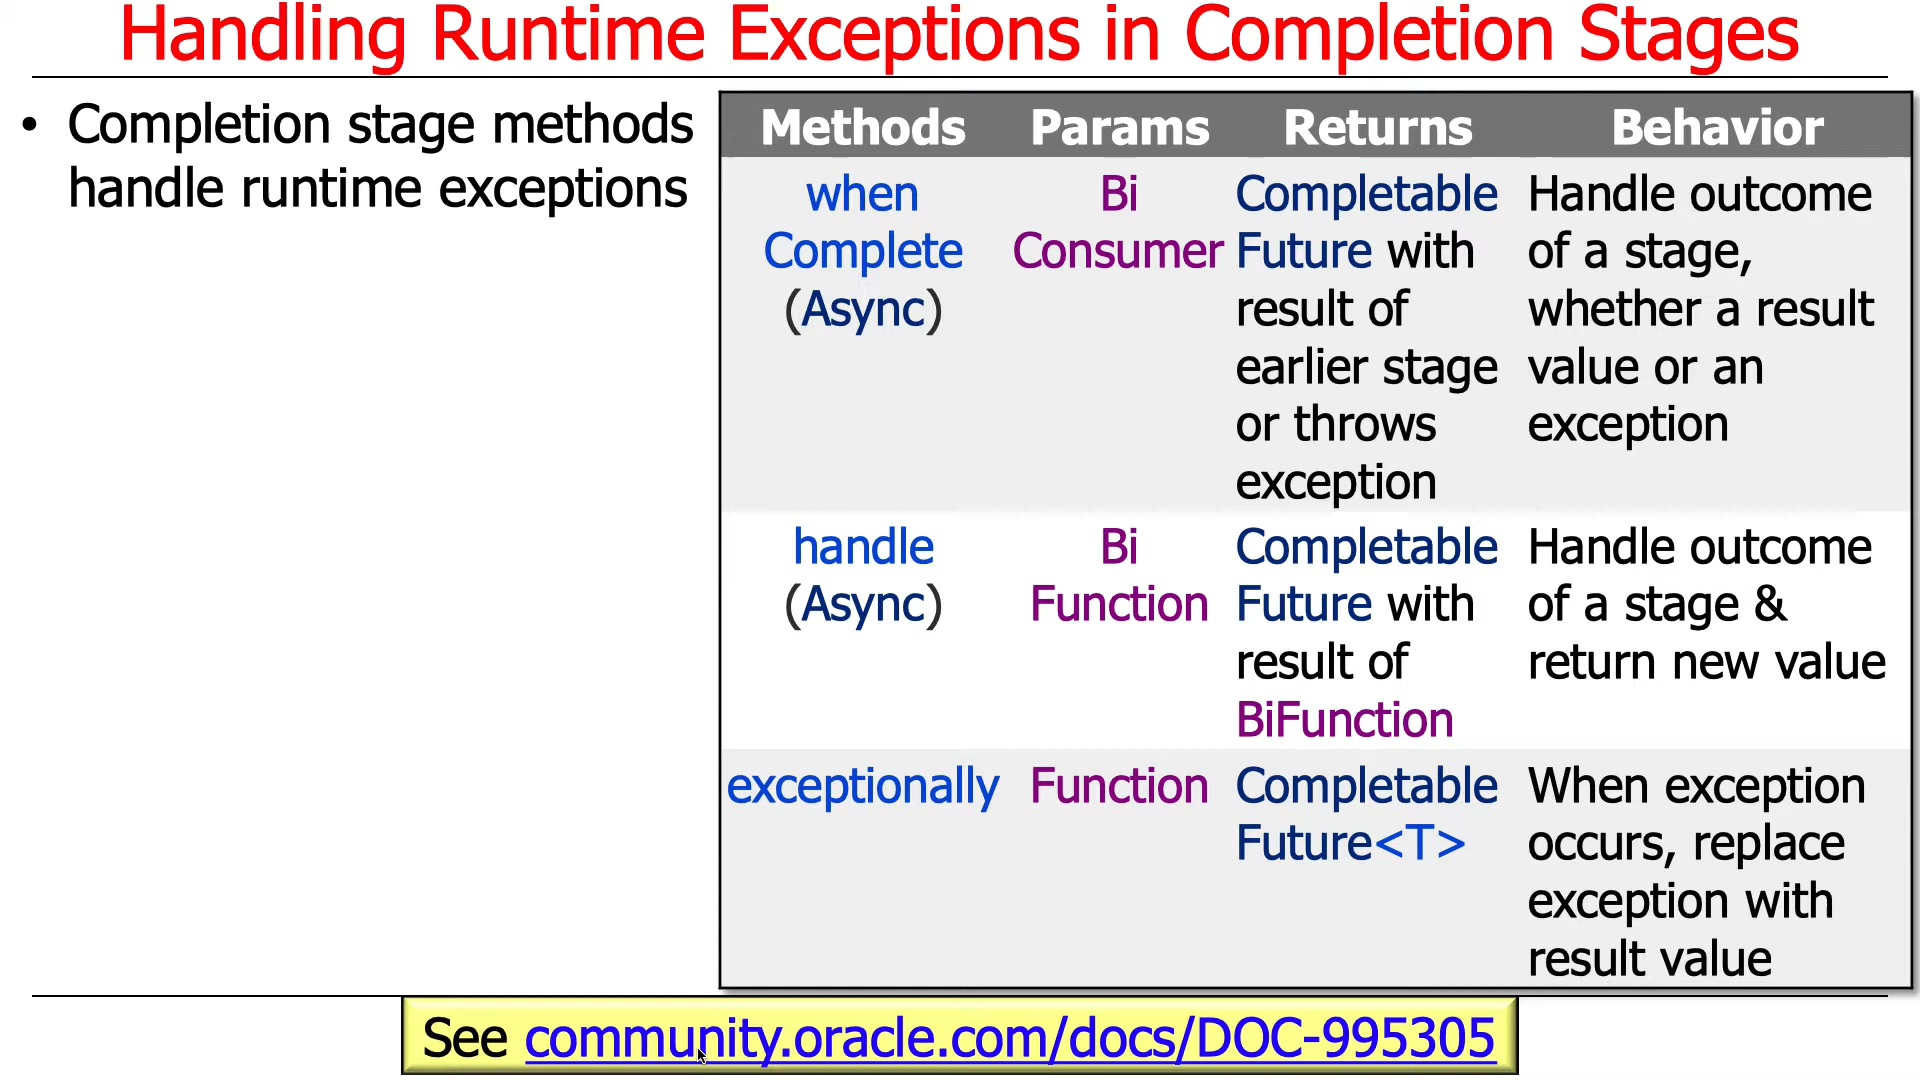 Handling Runtime Exceptions in Completion Stages
• Completion stage methods
handle runtime exceptions
Methods Params Returns Behavior
when
Complete
(Async)
Bi
Consumer
Completable
Future with
result of
earlier stage
or throws
exception
Handle outcome
of a stage,
whether a result
value or an
exception
handle
(Async)
Bi
Function
Completable
Future with
result of
BiFunction
Handle outcome
of a stage &
return new value
exceptionally
Function
Completable
Future<T>
When exception
occurs, replace
exception with
result value
See community.oracle.com/docs/DOC-995305